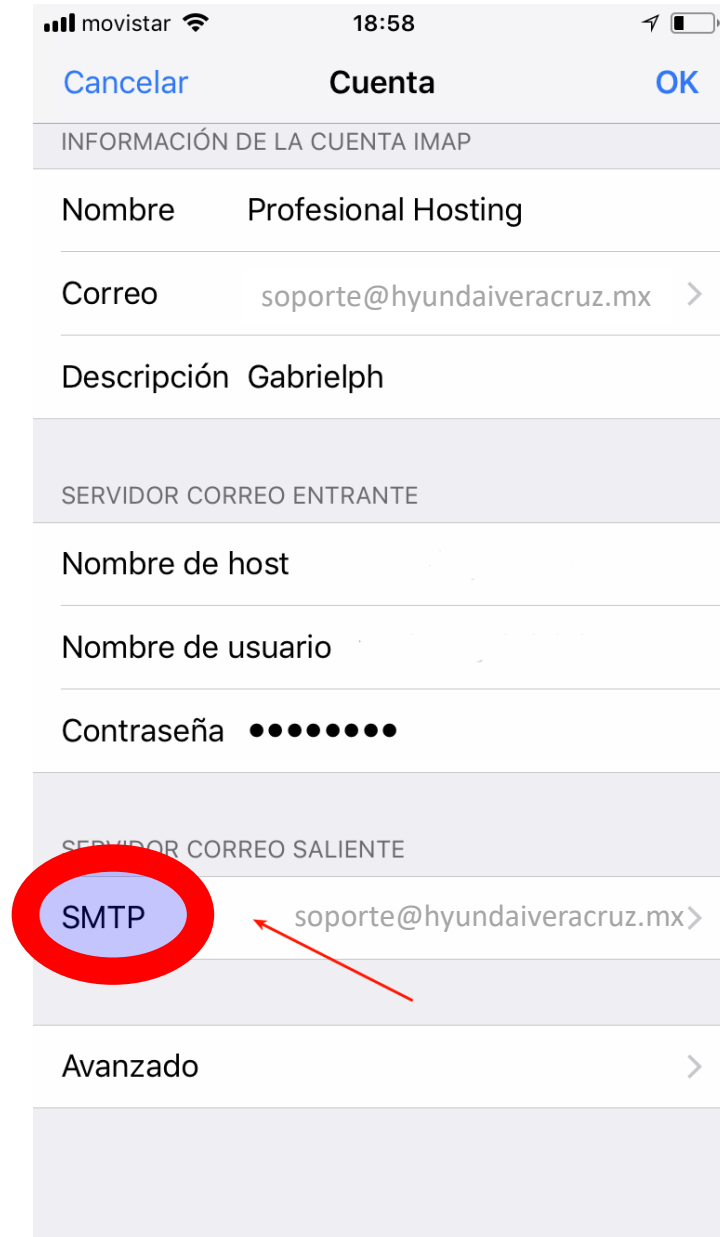 movistar 18:58
Cancelar Cuenta OK
INFORMACIÓN DE LA CUENTA IMAP
Nombre Profesional Hosting
Correo soporte@hyundaiveracruz.mx
Descripción Gabrielph
SERVIDOR CORREO ENTRANTE
Nombre de host
Nombre de usuario
Contraseña ●●●●●●●●
SERVIDOR CORREO SALIENTE
SMTP soporte@hyundaiveracruz.mx
Avanzado